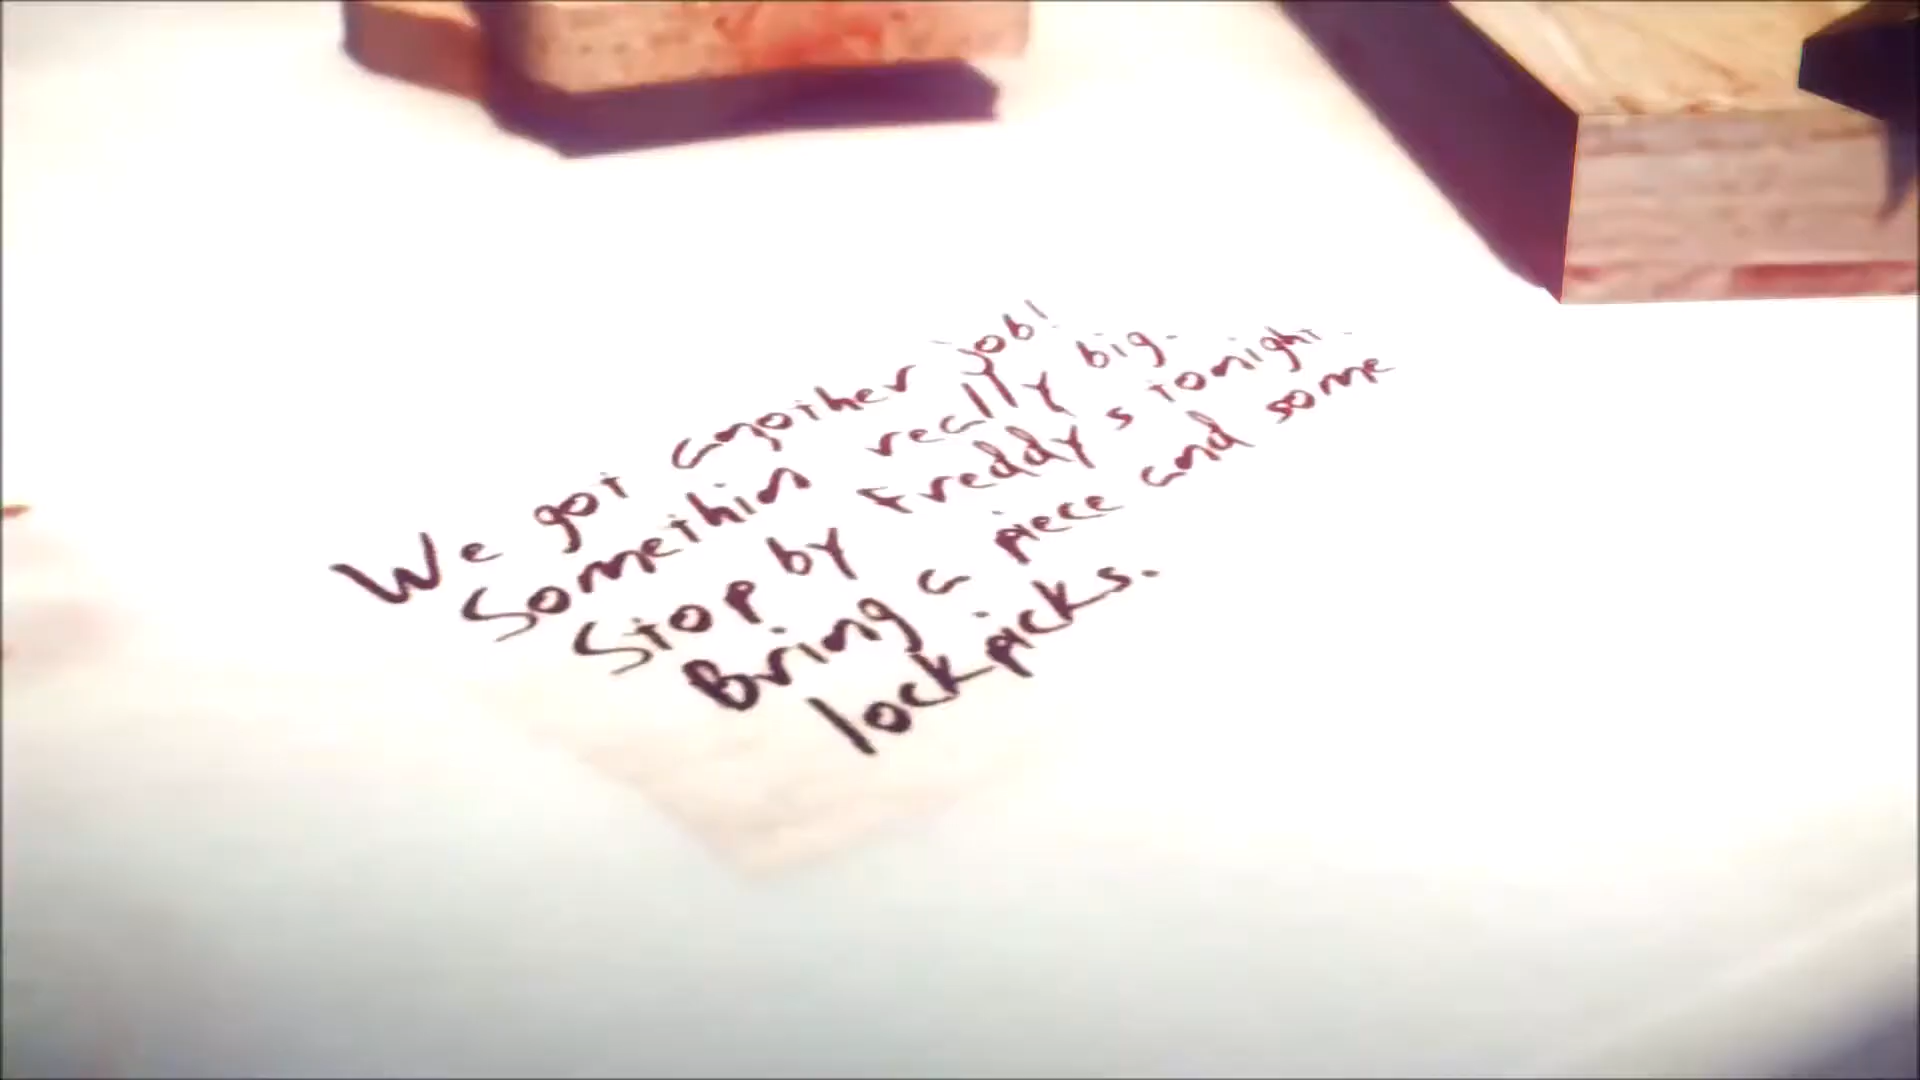 We got another job!
Somethin really big.
Stop by Freddy s tonight.
Bring a piece and some
lockpicks.